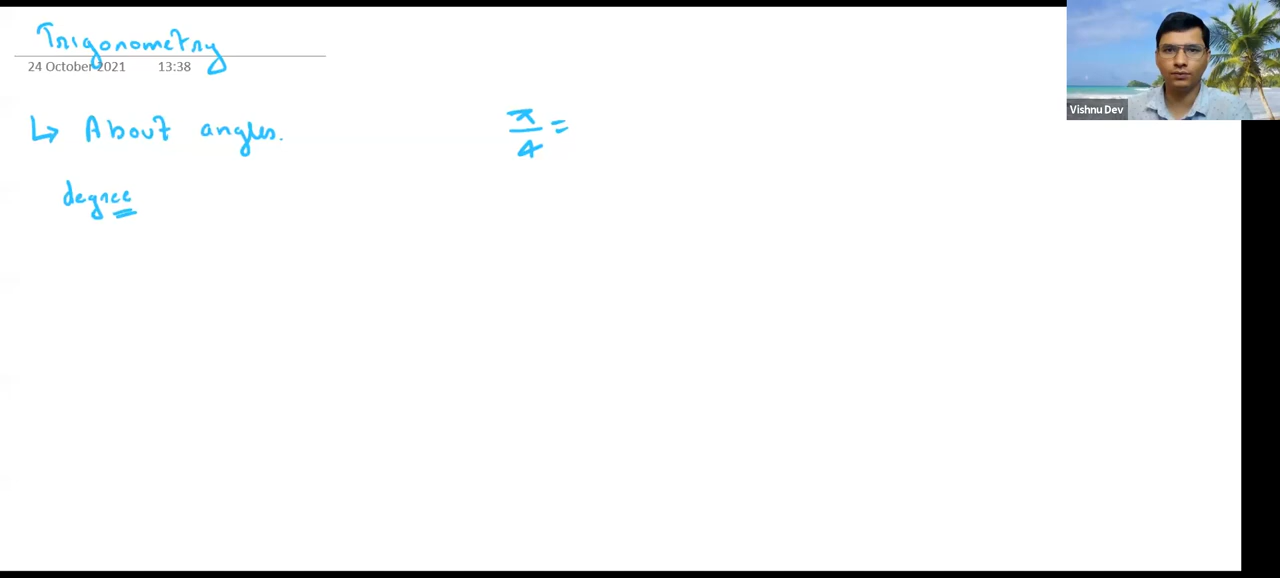 Trigonometry
24 October 2021 13:38
↳ About angles.
π/4 =
degree
Vishnu Dev